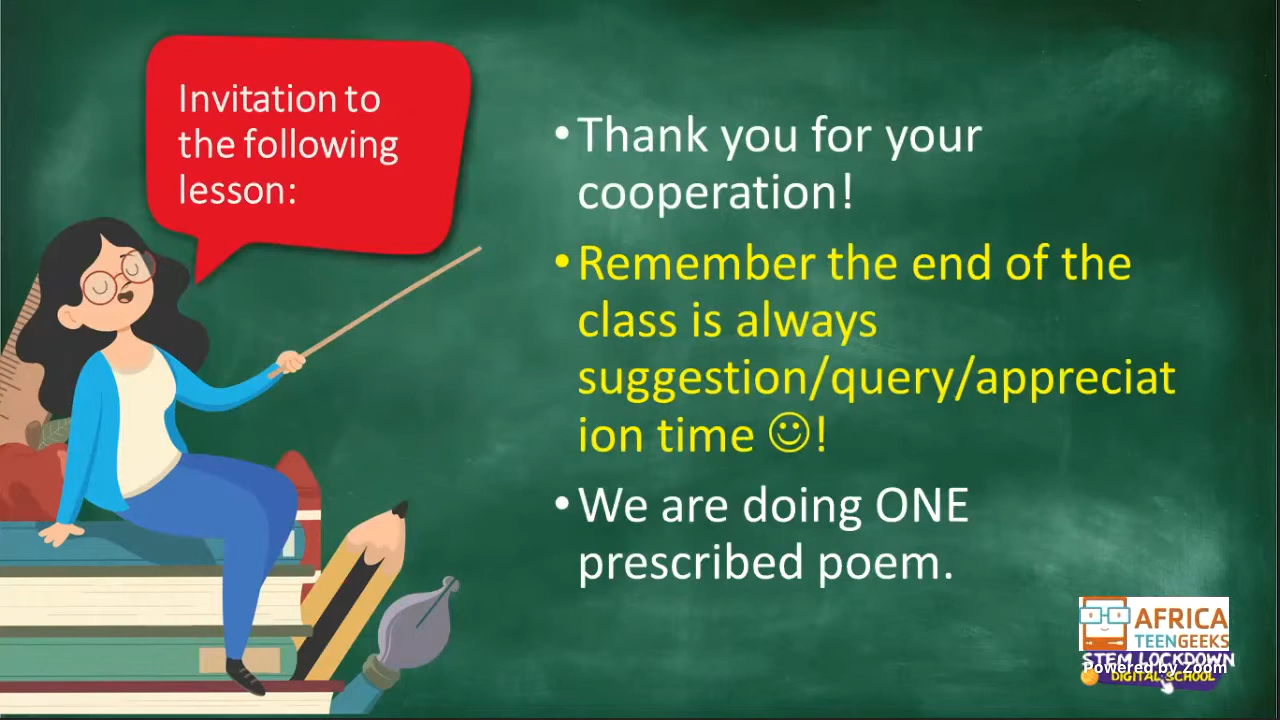 Invitation to
the following
lesson:
•Thank you for your
cooperation!
•Remember the end of the
class is always
suggestion/query/appreciat
ion time ☺!
•We are doing ONE
prescribed poem.
AFRICA
TEENGEEKS
STEM LOCKDOWN
Powered by Zoom
DIGITAL SCHOOL